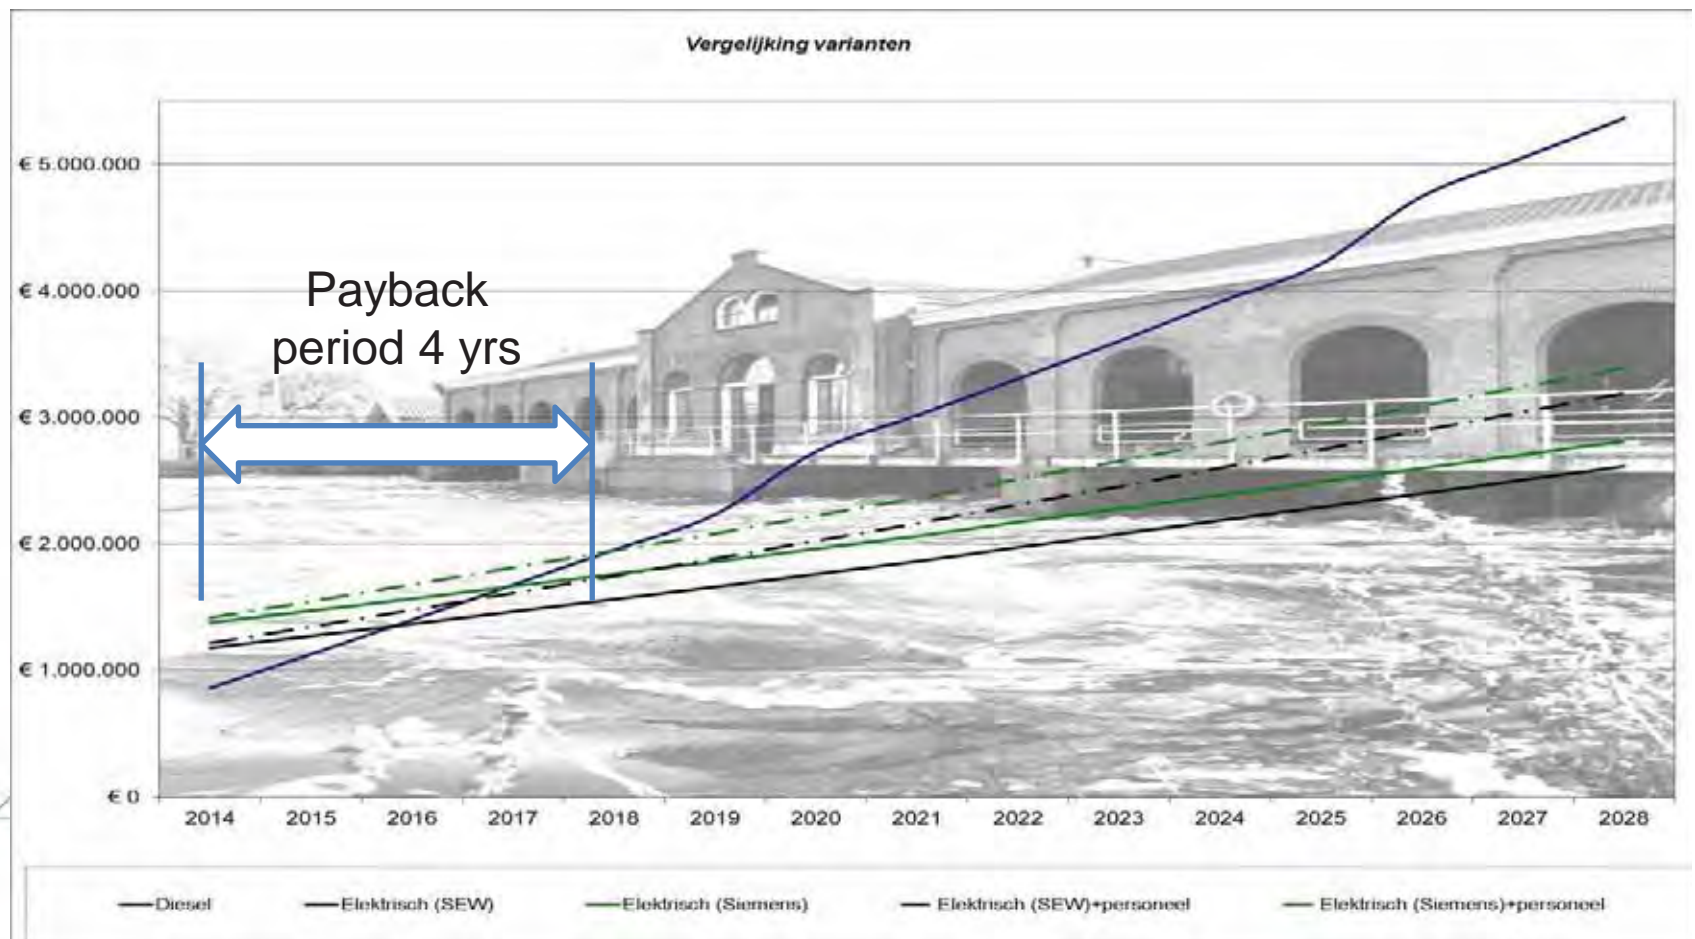 Vergelijking varianten
€ 5.000.000
€ 4.000.000
€ 3.000.000
€ 2.000.000
€ 1.000.000
€ 0
Payback
period 4 yrs
2014 2015 2016 2017 2018 2019 2020 2021 2022 2023 2024 2025 2026 2027 2028
Diesel Elektrisch (SEW) Elektrisch (Siemens) Elektrisch (SEW)+personeel Elektrisch (Siemens)+personeel